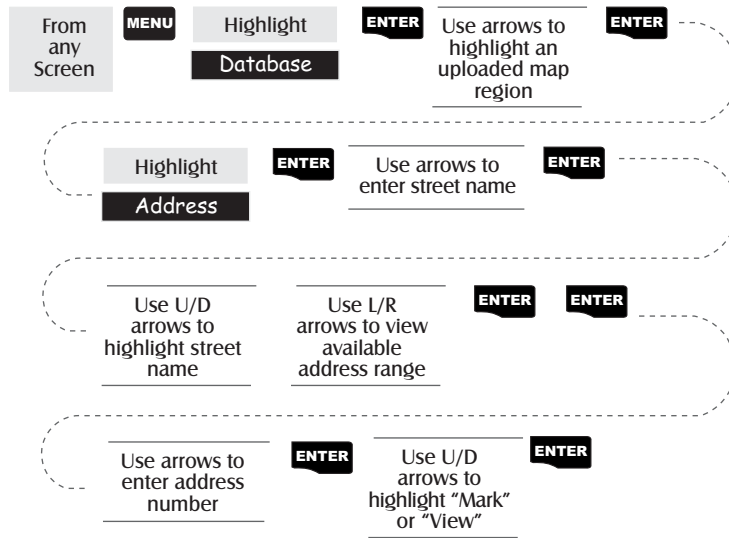 From
any
Screen
MENU
Highlight
Database
ENTER
Use arrows to
highlight an
uploaded map
region
ENTER
Highlight
Address
ENTER
Use arrows to
enter street name
ENTER
Use U/D
arrows to
highlight street
name
Use L/R
arrows to view
available
address range
ENTER
ENTER
Use arrows to
enter address
number
ENTER
Use U/D
arrows to
highlight “Mark”
or “View”
ENTER